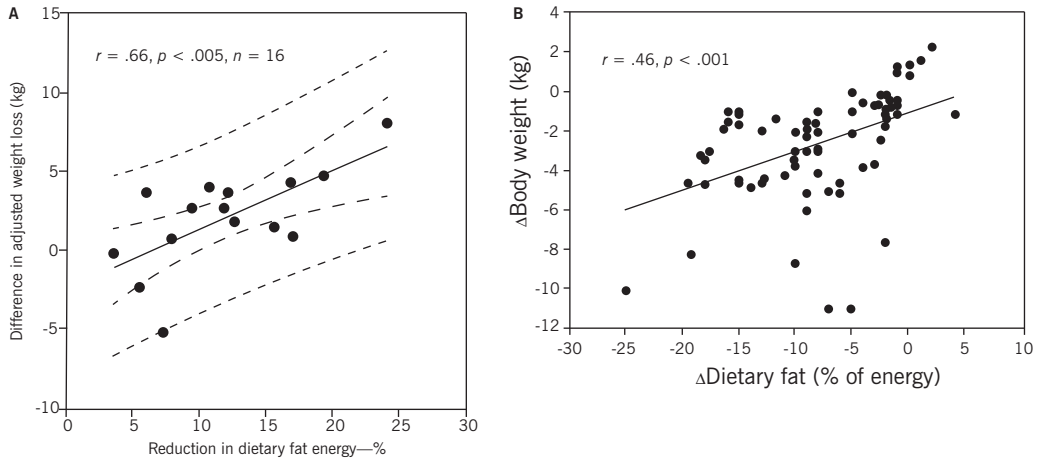 A
r = .66, p < .005, n = 16
Difference in adjusted weight loss (kg)
15
10
5
0
-5
-10
0 5 10 15 20 25 30
Reduction in dietary fat energy—%
B
r = .46, p < .001
ΔBody weight (kg)
4
2
0
-2
-4
-6
-8
-10
-12
-30 -25 -20 -15 -10 -5 0 5 10
ΔDietary fat (% of energy)